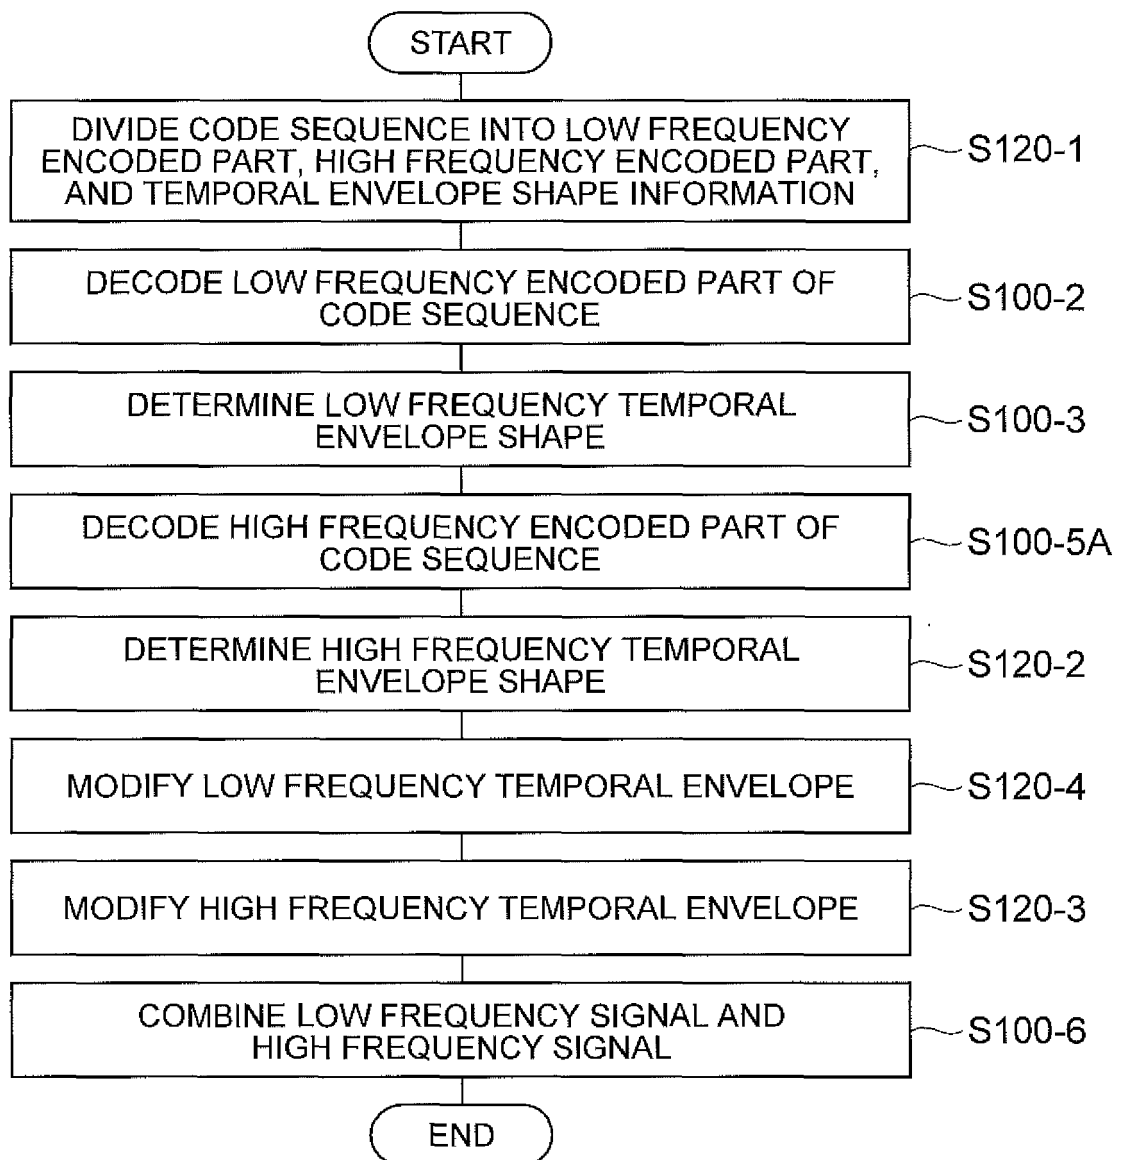 START
DIVIDE CODE SEQUENCE INTO LOW FREQUENCY
ENCODED PART, HIGH FREQUENCY ENCODED PART,
AND TEMPORAL ENVELOPE SHAPE INFORMATION
S120-1
DECODE LOW FREQUENCY ENCODED PART OF
CODE SEQUENCE
S100-2
DETERMINE LOW FREQUENCY TEMPORAL
ENVELOPE SHAPE
S100-3
DECODE HIGH FREQUENCY ENCODED PART OF
CODE SEQUENCE
S100-5A
DETERMINE HIGH FREQUENCY TEMPORAL
ENVELOPE SHAPE
S120-2
MODIFY LOW FREQUENCY TEMPORAL ENVELOPE
S120-4
MODIFY HIGH FREQUENCY TEMPORAL ENVELOPE
S120-3
COMBINE LOW FREQUENCY SIGNAL AND
HIGH FREQUENCY SIGNAL
S100-6
END